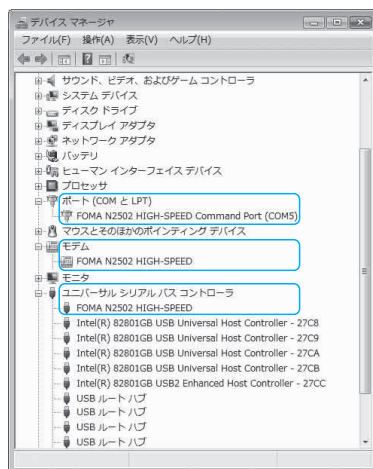 デバイス マネージャ
ファイル(F) 操作(A) 表示(V) ヘルプ(H)
サウンド、ビデオ、およびゲーム コントローラ
システム デバイス
ディスク ドライブ
ディスプレイ アダプタ
ネットワーク アダプタ
バッテリ
ヒューマン インターフェイス デバイス
プロセッサ
ポート (COM と LPT)
FOMA N2502 HIGH-SPEED Command Port (COM5)
マウスとそのほかのポインティング デバイス
モデム
FOMA N2502 HIGH-SPEED
モニタ
ユニバーサル シリアル バス コントローラ
FOMA N2502 HIGH-SPEED
Intel(R) 82801GB USB Universal Host Controller - 27C8
Intel(R) 82801GB USB Universal Host Controller - 27C9
Intel(R) 82801GB USB Universal Host Controller - 27CA
Intel(R) 82801GB USB Universal Host Controller - 27CB
Intel(R) 82801GB USB2 Enhanced Host Controller - 27CC
USB ルート ハブ
USB ルート ハブ
USB ルート ハブ
USB ルート ハブ